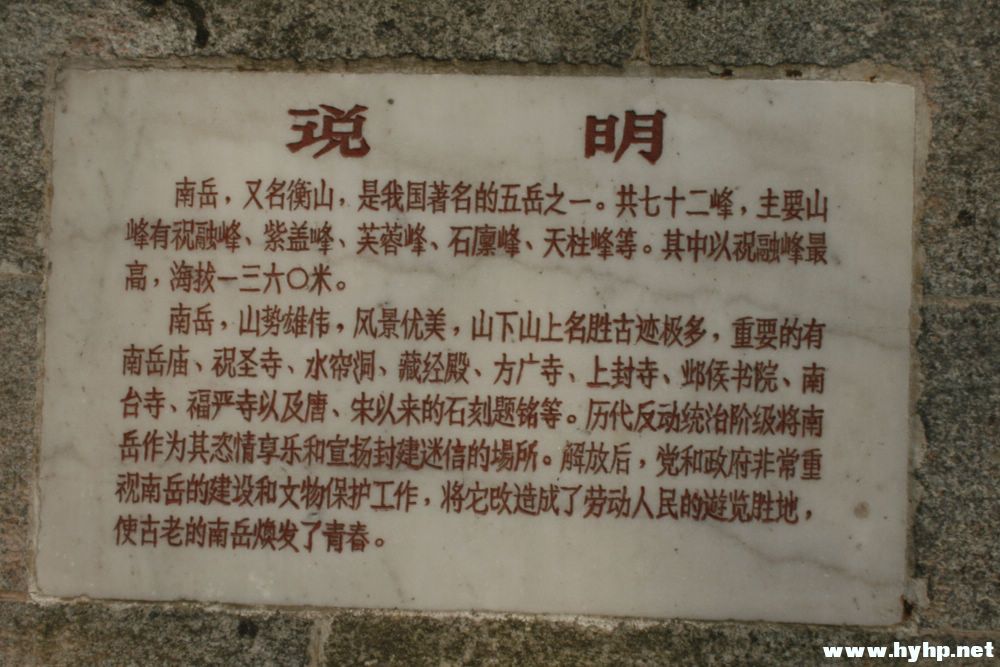 说 明
南岳，又名衡山，是我国著名的五岳之一。共七十二峰，主要山
峰有祝融峰、紫盖峰、芙蓉峰、石廪峰、天柱峰等。其中以祝融峰最
高，海拔一三六〇米。
南岳，山势雄伟，风景优美，山下山上名胜古迹极多，重要的有
南岳庙、祝圣寺、水帘洞、藏经殿、方广寺、上封寺、邺侯书院、南
台寺、福严寺以及唐、宋以来的石刻题铭等。历代反动统治阶级将南
岳作为其恣情享乐和宣扬封建迷信的場所。解放后，党和政府非常重
视南岳的建设和文物保护工作，将它改造成了劳动人民的遊览胜地，
使古老的南岳焕发了青春。
www.hyhp.net